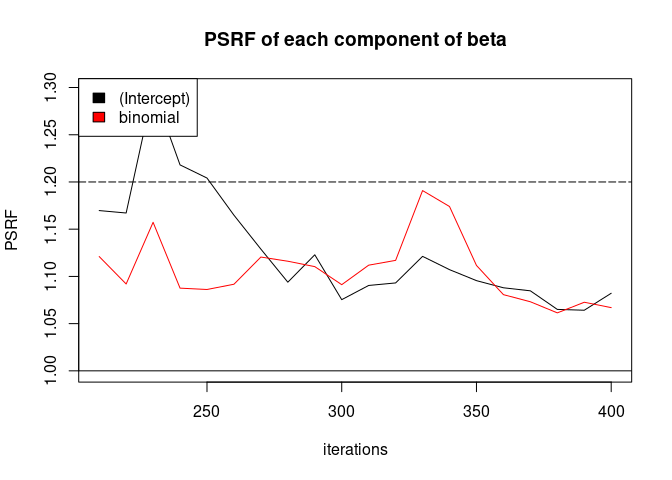 PSRF of each component of beta
(Intercept)
binomial
PSRF
1.30
1.25
1.20
1.15
1.10
1.05
1.00
250 300 350 400
iterations